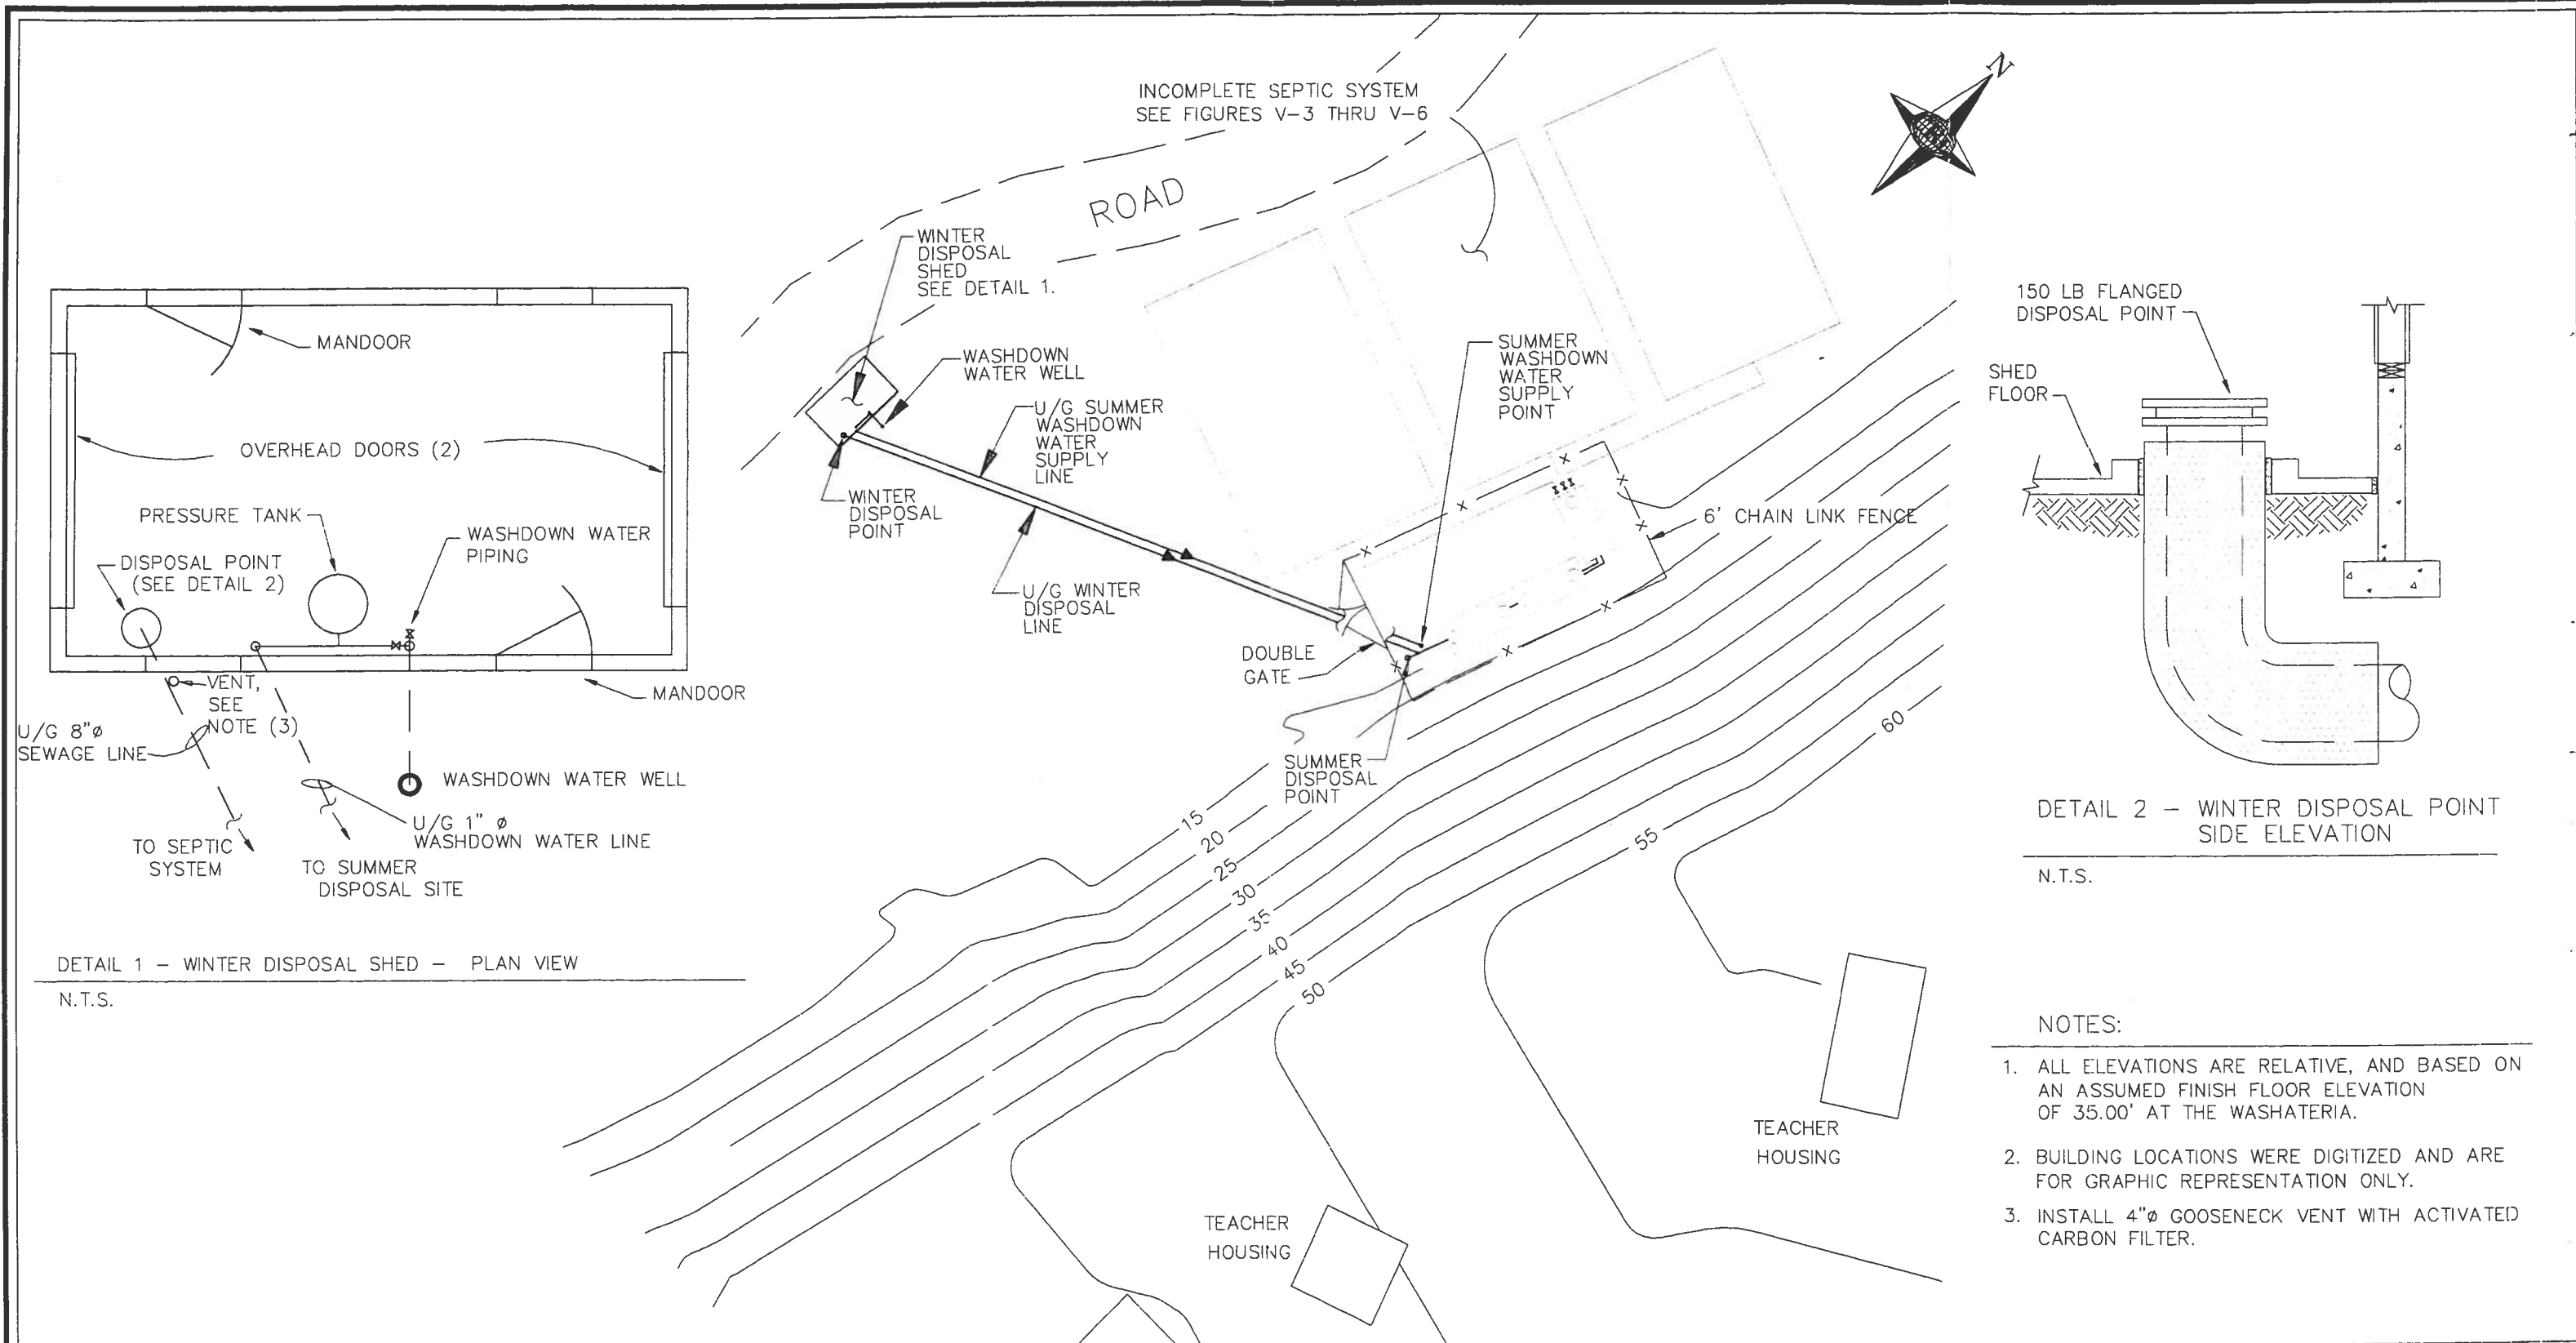 INCOMPLETE SEPTIC SYSTEM
SEE FIGURES V-3 THRU V-6
N
ROAD
WINTER
DISPOSAL
SHED
SEE DETAIL 1.
WASHDOWN
WATER WELL
U/G SUMMER
WASHDOWN
WATER
SUPPLY
LINE
WINTER
DISPOSAL
POINT
U/G WINTER
DISPOSAL
LINE
SUMMER
WASHDOWN
WATER
SUPPLY
POINT
6' CHAIN LINK FENCE
DOUBLE
GATE
SUMMER
DISPOSAL
POINT
15
20
25
30
35
40
45
50
55
60
TEACHER
HOUSING
TEACHER
HOUSING
MANDOOR
OVERHEAD DOORS (2)
PRESSURE TANK
WASHDOWN WATER
PIPING
DISPOSAL POINT
(SEE DETAIL 2)
MANDOOR
VENT,
SEE
NOTE (3)
U/G 8"ø
SEWAGE LINE
WASHDOWN WATER WELL
U/G 1" ø
WASHDOWN WATER LINE
TO SEPTIC
SYSTEM
TO SUMMER
DISPOSAL SITE
DETAIL 1 - WINTER DISPOSAL SHED - PLAN VIEW
N.T.S.
150 LB FLANGED
DISPOSAL POINT
SHED
FLOOR
DETAIL 2 - WINTER DISPOSAL POINT
SIDE ELEVATION
N.T.S.
NOTES:
1. ALL ELEVATIONS ARE RELATIVE, AND BASED ON
AN ASSUMED FINISH FLOOR ELEVATION
OF 35.00' AT THE WASHATERIA.
2. BUILDING LOCATIONS WERE DIGITIZED AND ARE
FOR GRAPHIC REPRESENTATION ONLY.
3. INSTALL 4"ø GOOSENECK VENT WITH ACTIVATED
CARBON FILTER.